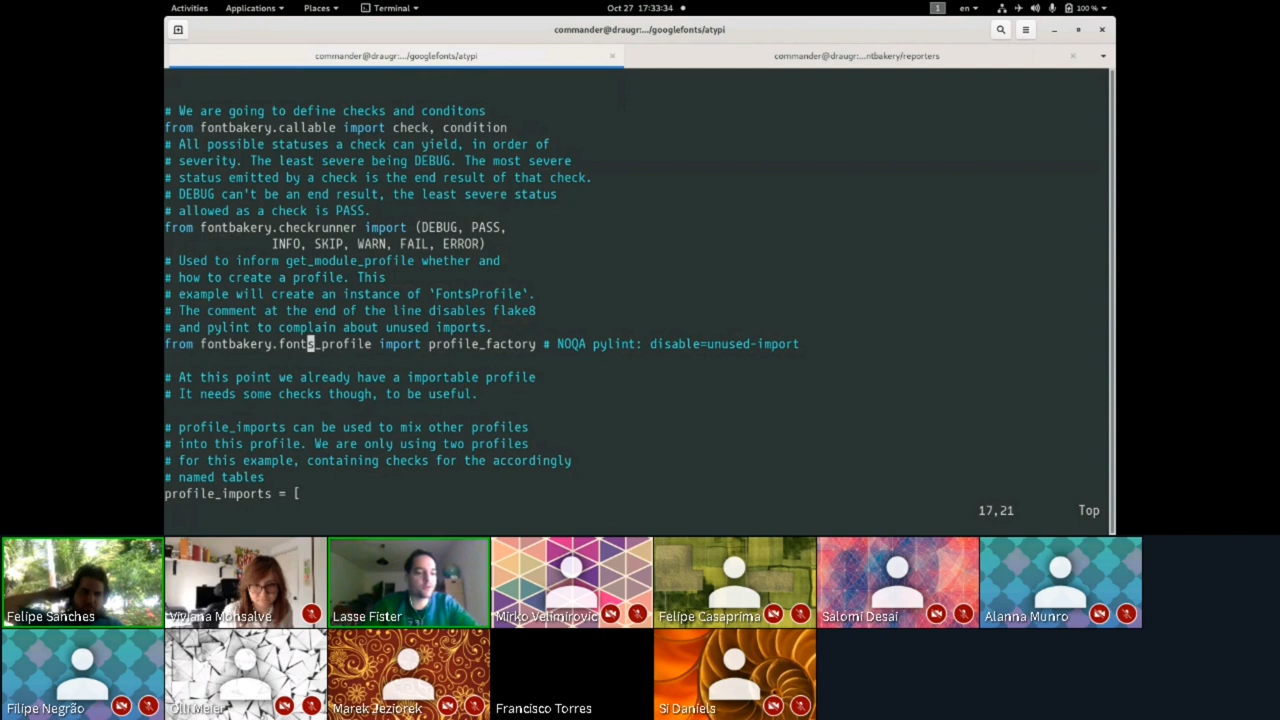 Activities Applications Places Terminal Oct 27 17:33:34 1 en 100 %
commander@draugr:.../googlefonts/atypi
commander@draugr:.../googlefonts/atypi commander@draugr:...ntbakery/reporters
# We are going to define checks and conditons
from fontbakery.callable import check, condition
# All possible statuses a check can yield, in order of
# severity. The least severe being DEBUG. The most severe
# status emitted by a check is the end result of that check.
# DEBUG can't be an end result, the least severe status
# allowed as a check is PASS.
from fontbakery.checkrunner import (DEBUG, PASS,
INFO, SKIP, WARN, FAIL, ERROR)
# Used to inform get_module_profile whether and
# how to create a profile. This
# example will create an instance of `FontsProfile`.
# The comment at the end of the line disables flake8
# and pylint to complain about unused imports.
from fontbakery.fonts_profile import profile_factory # NOQA pylint: disable=unused-import
# At this point we already have a importable profile
# It needs some checks though, to be useful.
# profile_imports can be used to mix other profiles
# into this profile. We are only using two profiles
# for this example, containing checks for the accordingly
# named tables
profile_imports = [
17,21 Top
Felipe Sanches Viviana Monsalve Lasse Fister Mirko Velimirovic Felipe Casaprima Salomi Desai Alanna Munro
Filipe Negrão Olli Meier Marek Jeziorek Francisco Torres Si Daniels